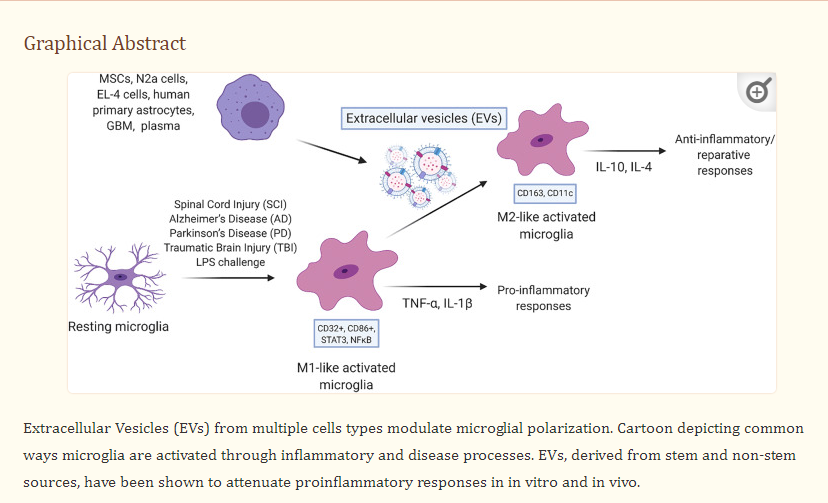 Graphical Abstract
MSCs, N2a cells,
EL-4 cells, human
primary astrocytes,
GBM, plasma
Extracellular vesicles (EVs)
CD163, CD11c
M2-like activated
microglia
IL-10, IL-4
Anti-inflammatory/
reparative
responses
Spinal Cord Injury (SCI)
Alzheimer's Disease (AD)
Parkinson's Disease (PD)
Traumatic Brain Injury (TBI)
LPS challenge
Resting microglia
CD32+, CD86+,
STAT3, NFκB
M1-like activated
microglia
TNF-α, IL-1β
Pro-inflammatory
responses
Extracellular Vesicles (EVs) from multiple cells types modulate microglial polarization. Cartoon depicting common
ways microglia are activated through inflammatory and disease processes. EVs, derived from stem and non-stem
sources, have been shown to attenuate proinflammatory responses in in vitro and in vivo.